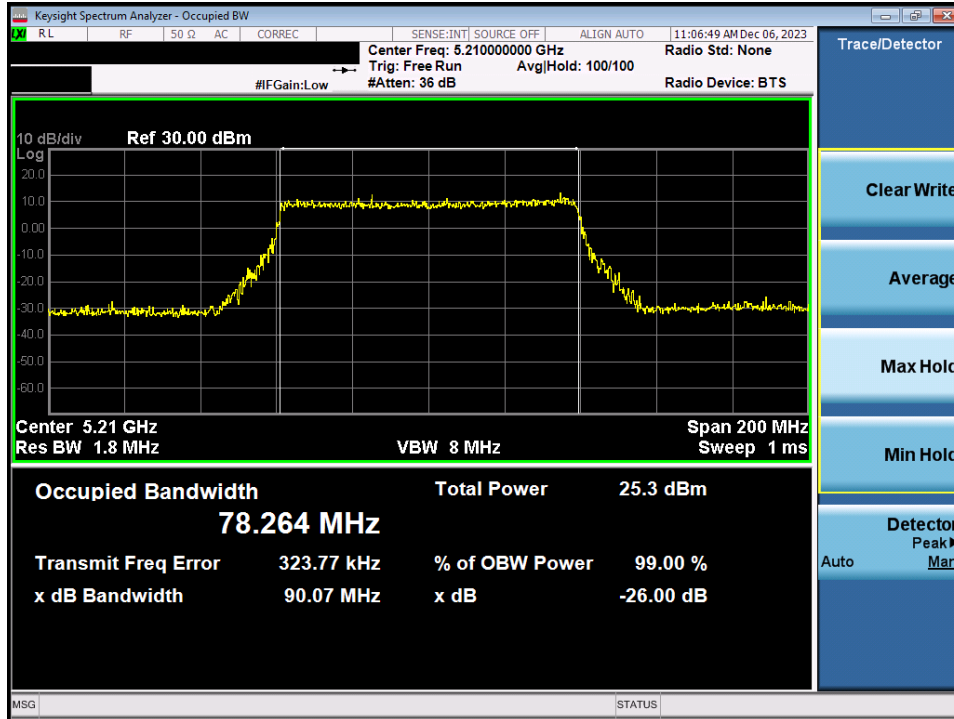 Keysight Spectrum Analyzer - Occupied BW
LXI RL RF 50 Ω AC CORREC SENSE:INT SOURCE OFF ALIGN AUTO 11:06:49 AM Dec 06, 2023
Center Freq: 5.210000000 GHz Radio Std: None
Trig: Free Run Avg|Hold: 100/100
#IFGain:Low #Atten: 36 dB Radio Device: BTS
10 dB/div Ref 30.00 dBm
Log
20.0
10.0
0.00
-10.0
-20.0
-30.0
-40.0
-50.0
-60.0
Center 5.21 GHz Span 200 MHz
Res BW 1.8 MHz VBW 8 MHz Sweep 1 ms
Occupied Bandwidth Total Power 25.3 dBm
78.264 MHz
Transmit Freq Error 323.77 kHz % of OBW Power 99.00 %
x dB Bandwidth 90.07 MHz x dB -26.00 dB
MSG STATUS
Trace/Detector
Clear Write
Average
Max Hold
Min Hold
Detector
Peak
Auto Man